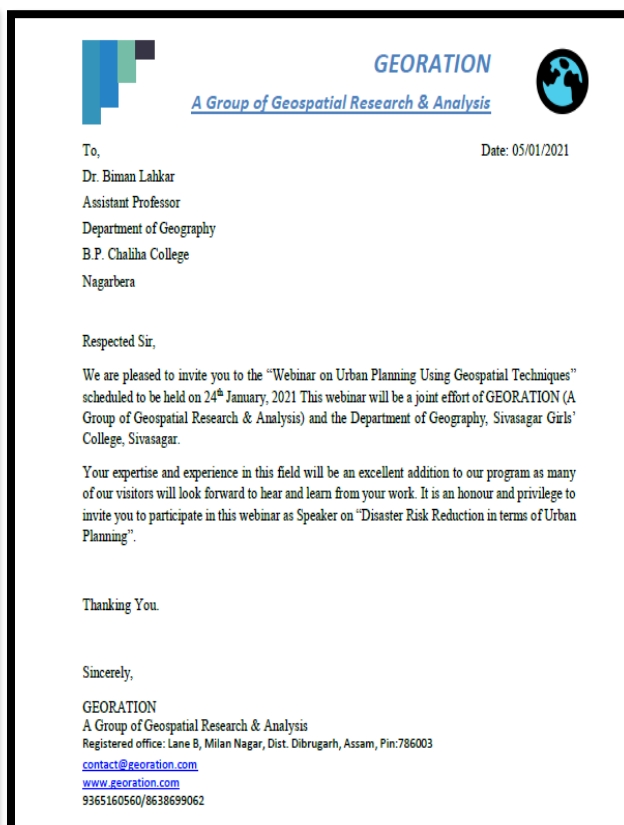 GEORATION
A Group of Geospatial Research & Analysis
To,
Date: 05/01/2021
Dr. Biman Lahkar
Assistant Professor
Department of Geography
B.P. Chaliha College
Nagarbera
Respected Sir,
We are pleased to invite you to the “Webinar on Urban Planning Using Geospatial Techniques”
scheduled to be held on 24th January, 2021 This webinar will be a joint effort of GEORATION (A
Group of Geospatial Research & Analysis) and the Department of Geography, Sivasagar Girls’
College, Sivasagar.
Your expertise and experience in this field will be an excellent addition to our program as many
of our visitors will look forward to hear and learn from your work. It is an honour and privilege to
invite you to participate in this webinar as Speaker on “Disaster Risk Reduction in terms of Urban
Planning”.
Thanking You.
Sincerely,
GEORATION
A Group of Geospatial Research & Analysis
Registered office: Lane B, Milan Nagar, Dist. Dibrugarh, Assam, Pin:786003
contact@georation.com
www.georation.com
9365160560/8638699062